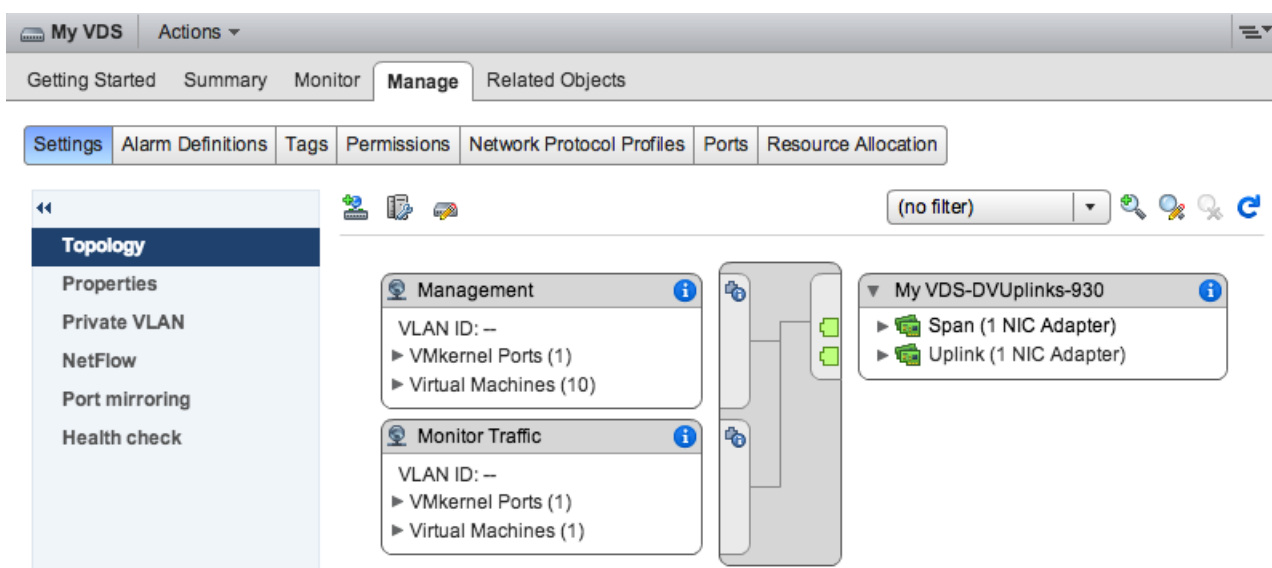 My VDS Actions
Getting Started Summary Monitor Manage Related Objects
Settings Alarm Definitions Tags Permissions Network Protocol Profiles Ports Resource Allocation
(no filter)
Topology
Properties
Private VLAN
NetFlow
Port mirroring
Health check
Management
VLAN ID: --
VMkernel Ports (1)
Virtual Machines (10)
Monitor Traffic
VLAN ID: --
VMkernel Ports (1)
Virtual Machines (1)
My VDS-DVUplinks-930
Span (1 NIC Adapter)
Uplink (1 NIC Adapter)